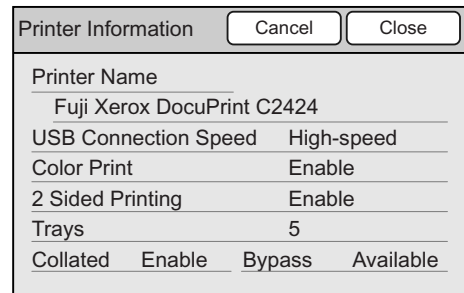 Printer Information Cancel Close
Printer Name
Fuji Xerox DocuPrint C2424
USB Connection Speed High-speed
Color Print Enable
2 Sided Printing Enable
Trays 5
Collated Enable Bypass Available